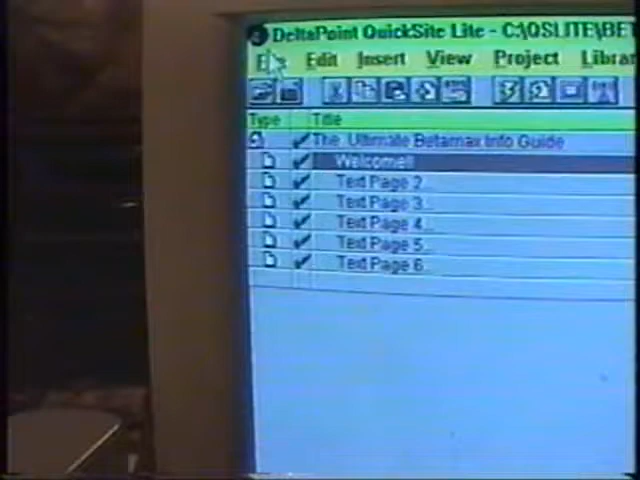 DeltaPoint QuickSite Lite - C:\QSLITE\BET
Edit Insert View Project Librar
Type Title
The Ultimate Betamax Info Guide
Welcome!!
Text Page 2
Text Page 3
Text Page 4
Text Page 5
Text Page 6